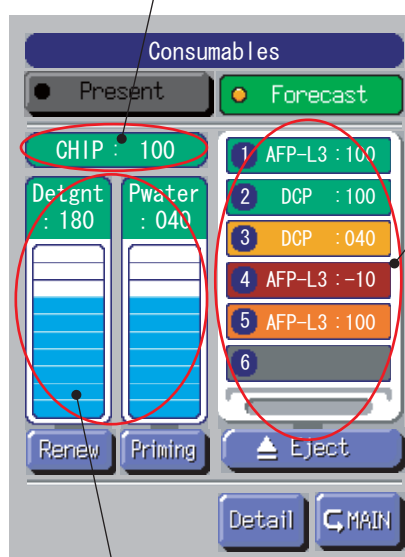 Consumables
Present
Forecast
CHIP : 100
Detgnt
: 180
PWater
: 040
1 AFP-L3 : 100
2 DCP : 100
3 DCP : 040
4 AFP-L3 : -10
5 AFP-L3 : 100
6
Renew
Priming
Eject
Detail
MAIN